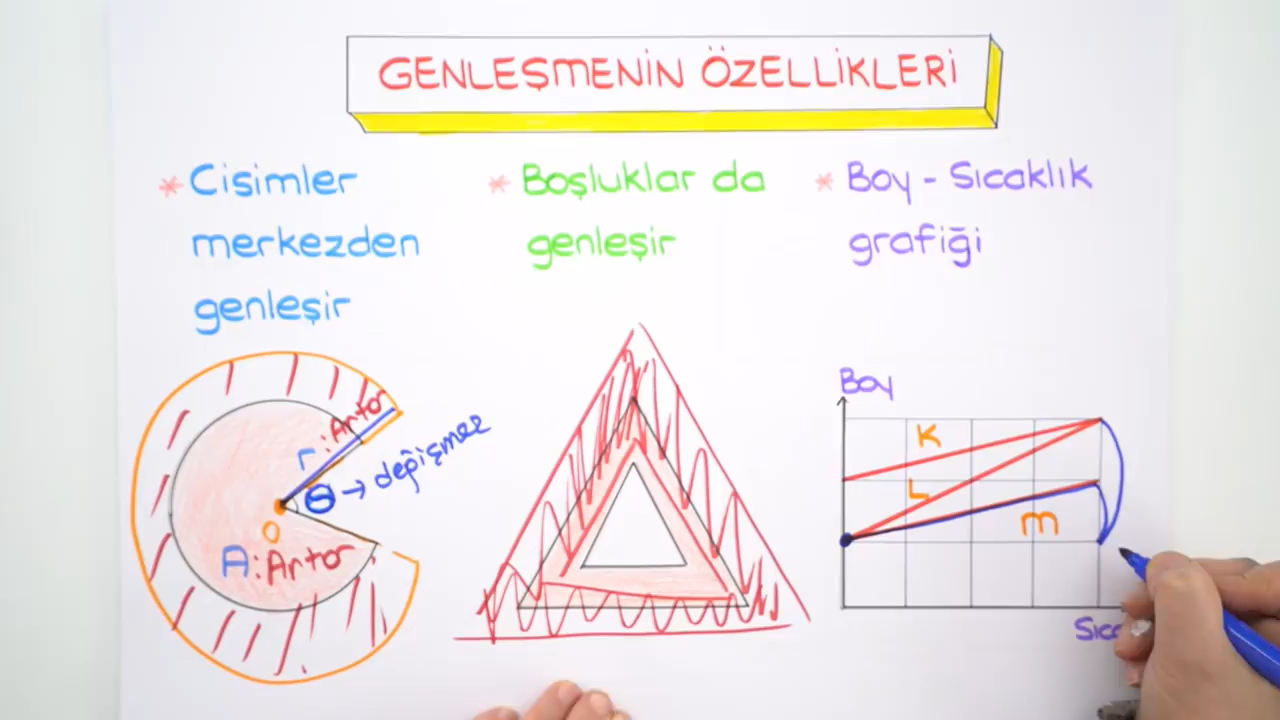 GENLEŞMENİN ÖZELLİKLERİ
* Cisimler
merkezden
genleşir
* Boşluklar da
genleşir
* Boy - Sıcaklık
grafiği
r : Artar
θ → değişmez
O
A : Artar
Boy
K
L
m